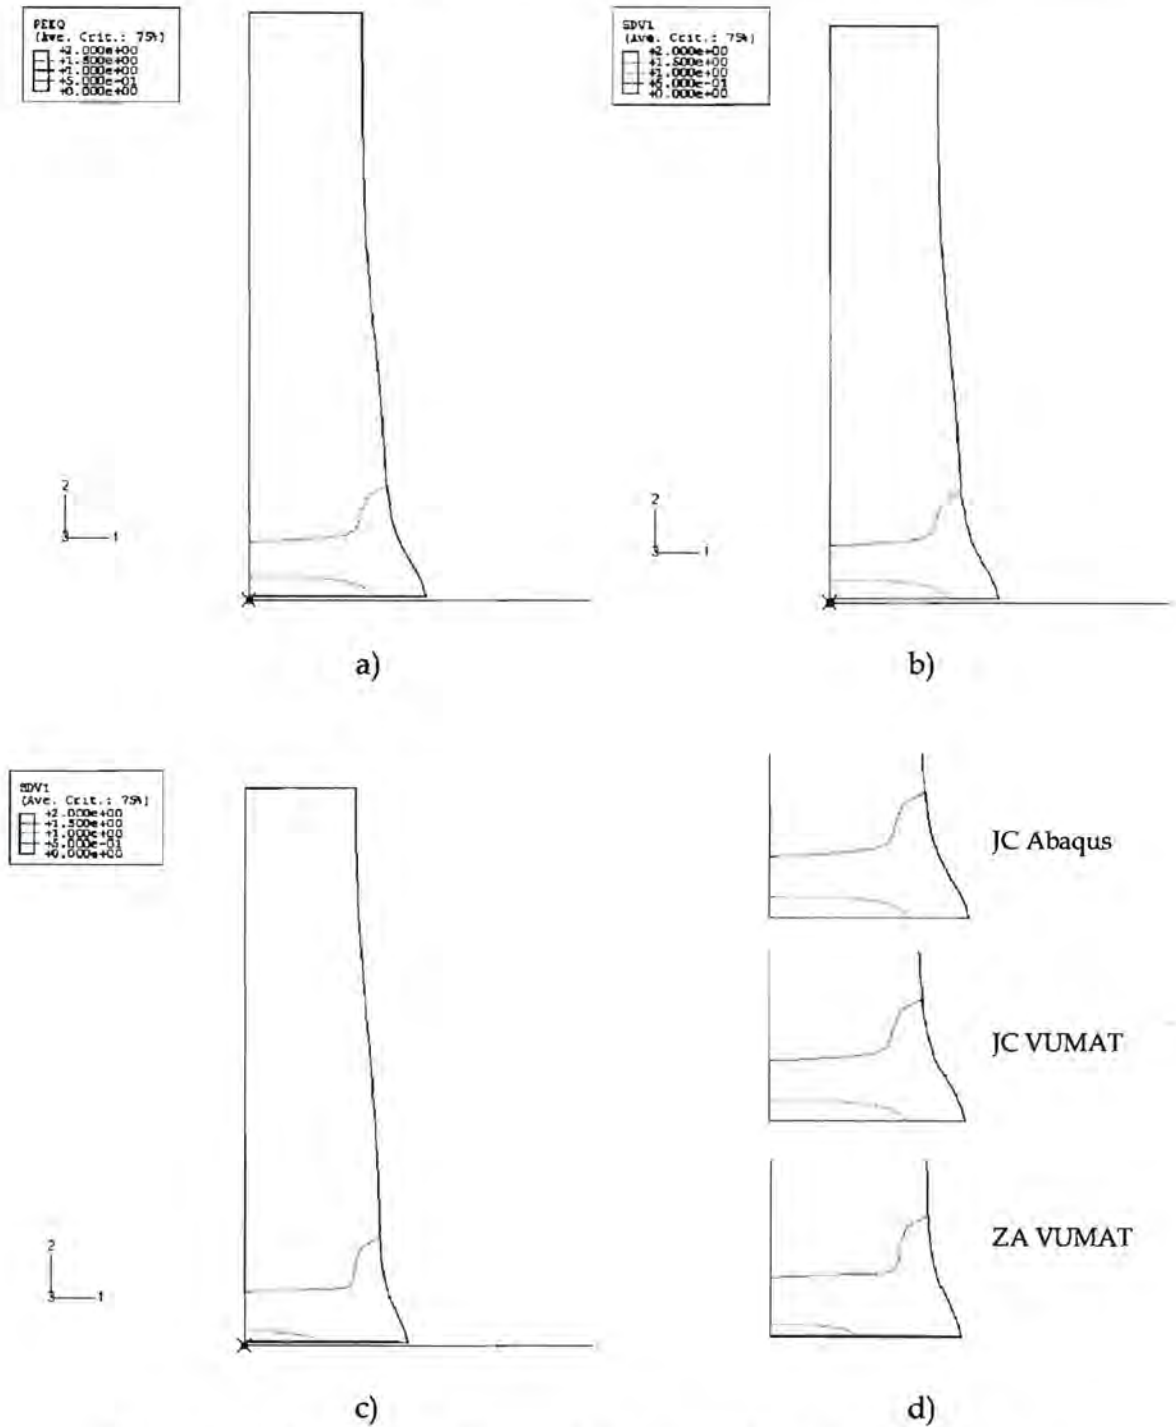 PEEQ
(Ave. Crit.: 75%)
+2.000e+00
+1.500e+00
+1.000e+00
+5.000e-01
+0.000e+00
2
3
1
a)
SDV1
(Ave. Crit.: 75%)
+2.000e+00
+1.500e+00
+1.000e+00
+5.000e-01
+0.000e+00
2
3
1
b)
SDV1
(Ave. Crit.: 75%)
+2.000e+00
+1.500e+00
+1.000e+00
+5.000e-01
+0.000e+00
2
3
1
c)
JC Abaqus
JC VUMAT
ZA VUMAT
d)